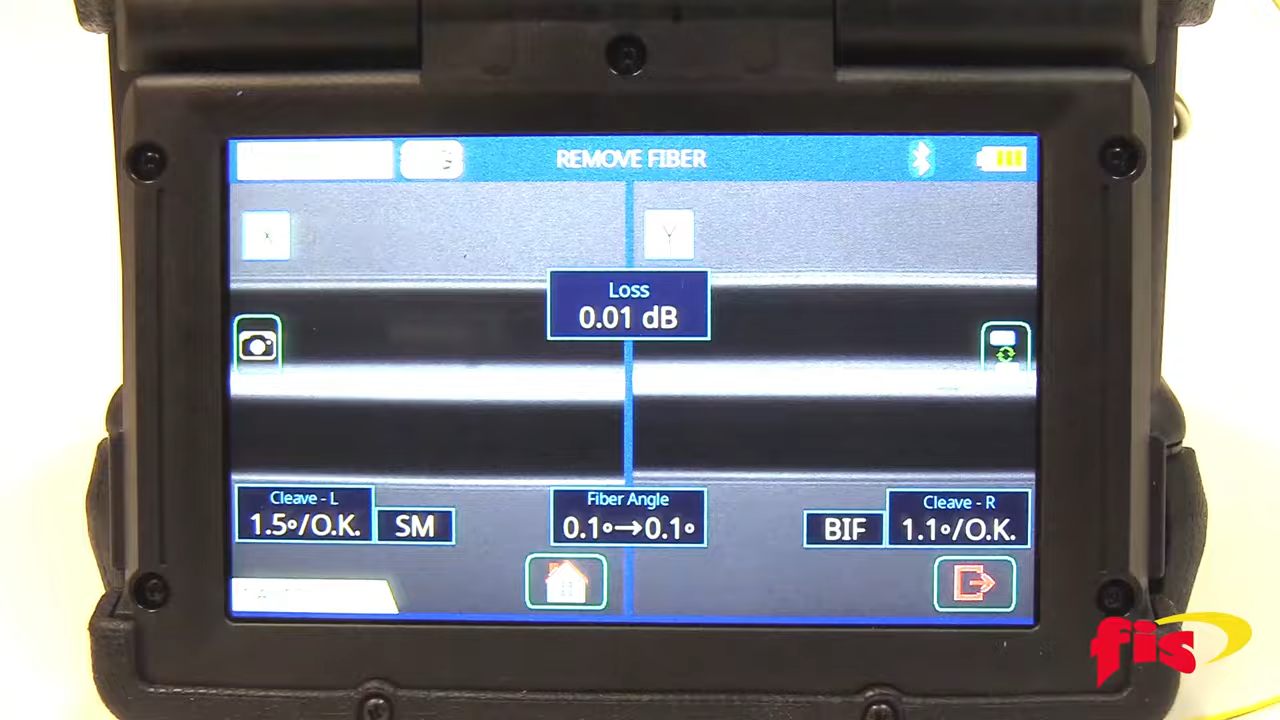 REMOVE FIBER
X
Y
Loss
0.01 dB
Cleave - L
1.5°/O.K.
SM
Fiber Angle
0.1°→0.1°
BIF
Cleave - R
1.1°/O.K.
fis